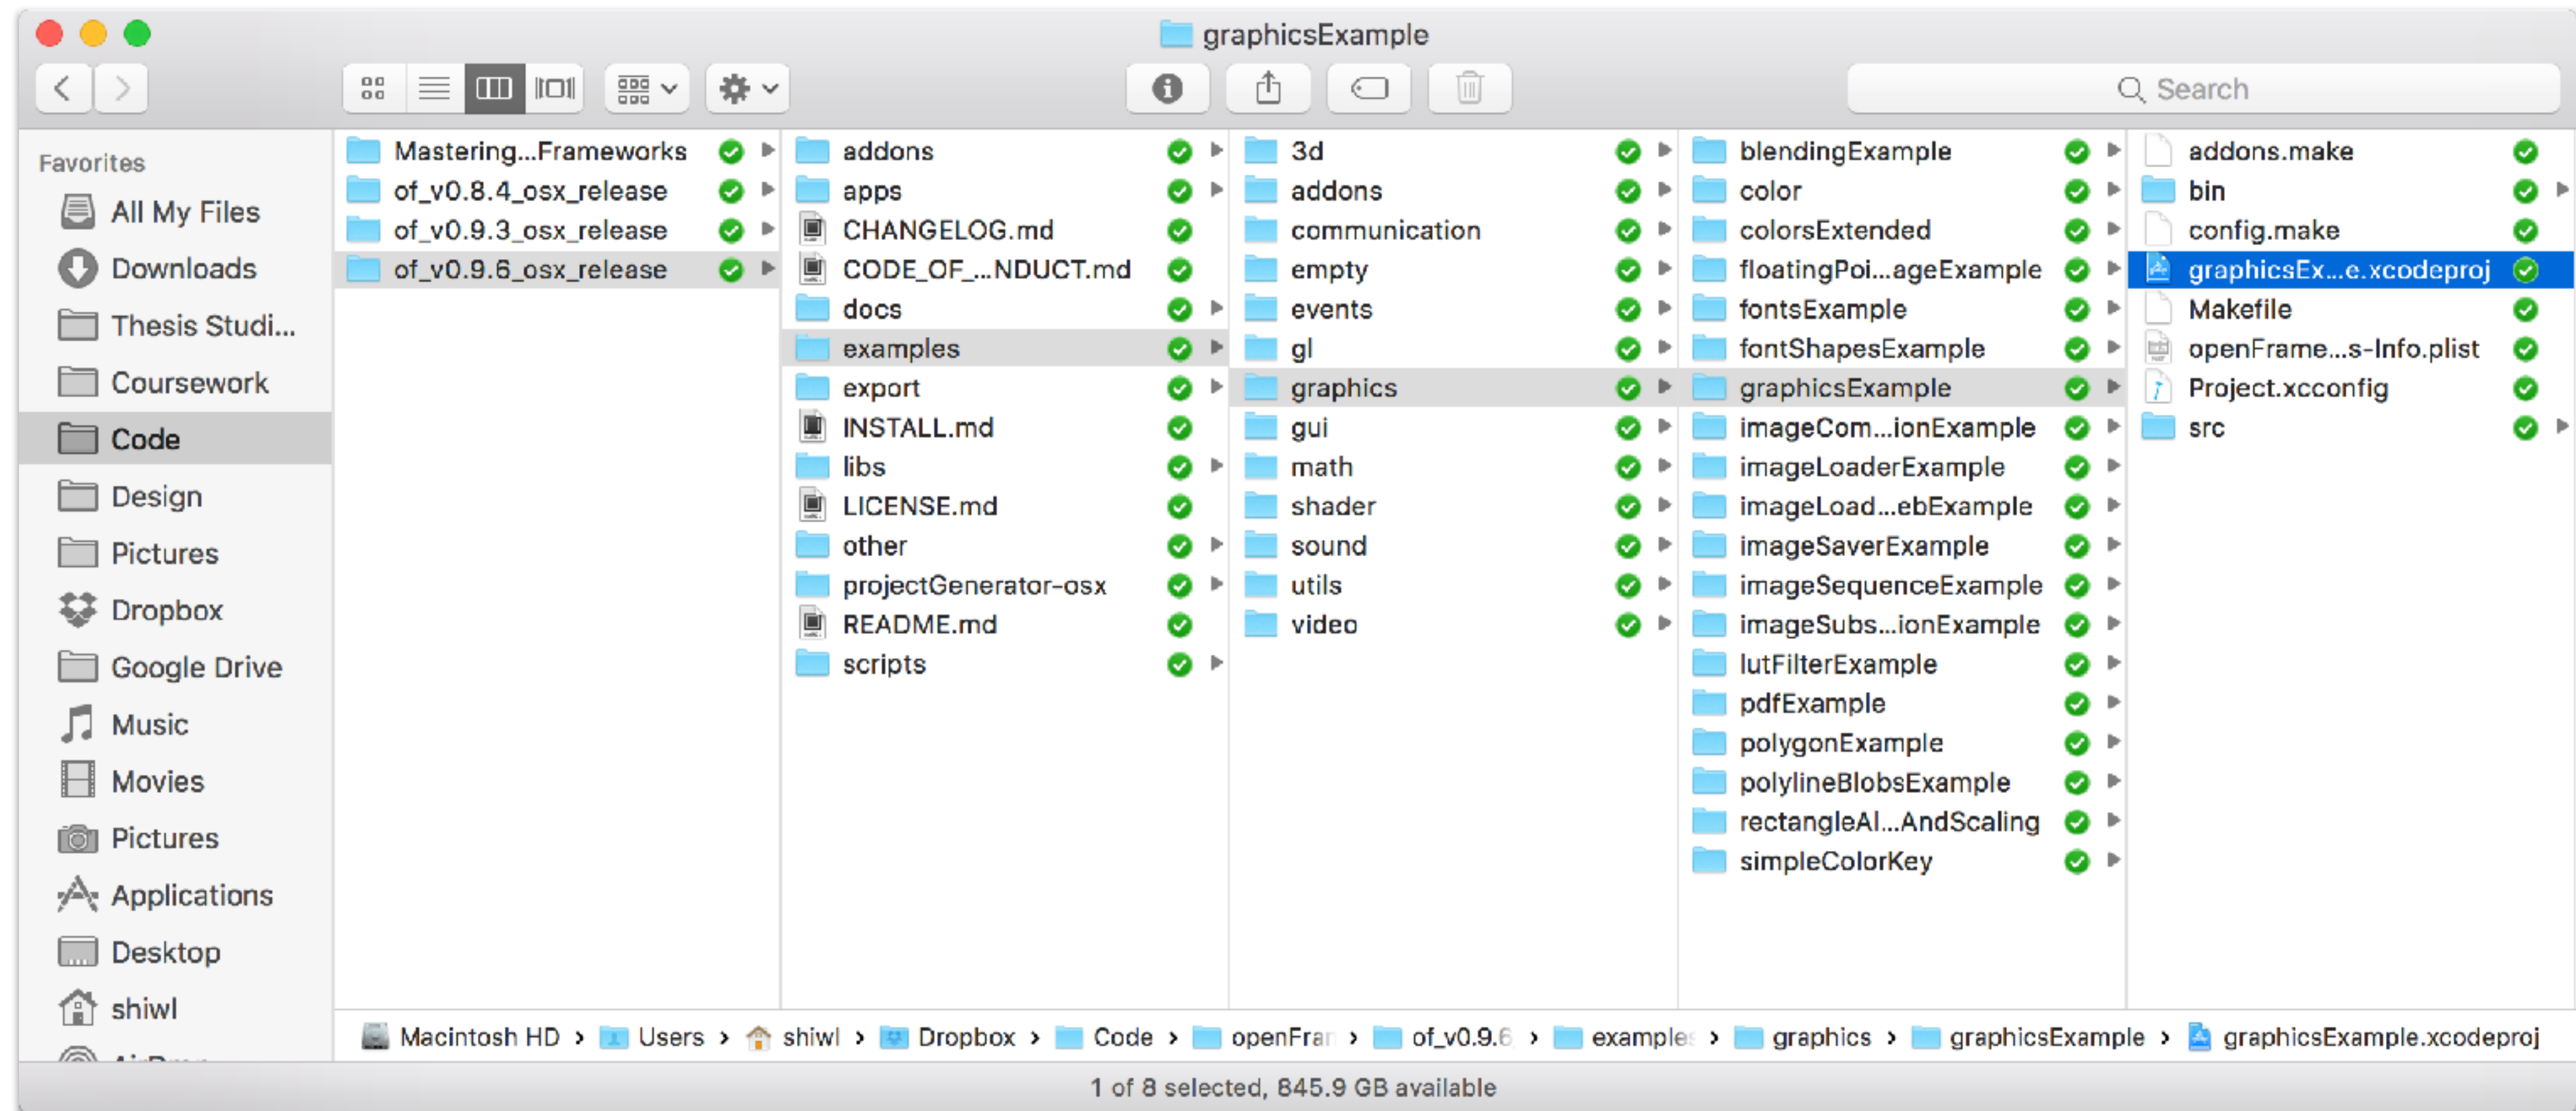 graphicsExample
Search
Favorites
All My Files
Downloads
Thesis Studi...
Coursework
Code
Design
Pictures
Dropbox
Google Drive
Music
Movies
Pictures
Applications
Desktop
shiwl
AirDrop
Mastering...Frameworks
of_v0.8.4_osx_release
of_v0.9.3_osx_release
of_v0.9.6_osx_release
addons
apps
CHANGELOG.md
CODE_OF_...NDUCT.md
docs
examples
export
INSTALL.md
libs
LICENSE.md
other
projectGenerator-osx
README.md
scripts
3d
addons
communication
empty
events
gl
graphics
gui
math
shader
sound
utils
video
blendingExample
color
colorsExtended
floatingPoi...ageExample
fontsExample
fontShapesExample
graphicsExample
imageCom...ionExample
imageLoaderExample
imageLoad...ebExample
imageSaverExample
imageSequenceExample
imageSubs...ionExample
lutFilterExample
pdfExample
polygonExample
polylineBlobsExample
rectangleAl...AndScaling
simpleColorKey
addons.make
bin
config.make
graphicsEx...e.xcodeproj
Makefile
openFrame...s-Info.plist
Project.xcconfig
src
Macintosh HD › Users › shiwl › Dropbox › Code › openFran › of_v0.9.6 › examples › graphics › graphicsExample › graphicsExample.xcodeproj
1 of 8 selected, 845.9 GB available